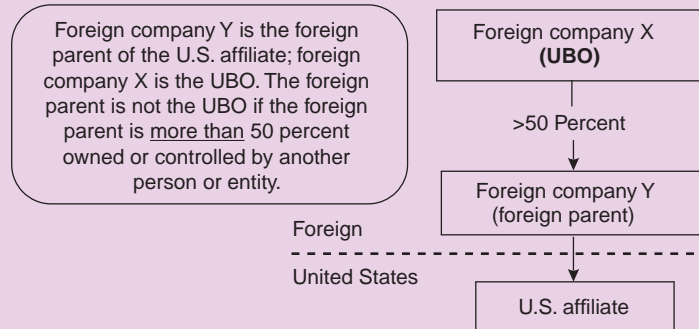 Foreign company Y is the foreign
parent of the U.S. affiliate; foreign
company X is the UBO. The foreign
parent is not the UBO if the foreign
parent is more than 50 percent
owned or controlled by another
person or entity.
Foreign company X
(UBO)
>50 Percent
Foreign company Y
(foreign parent)
Foreign
United States
U.S. affiliate